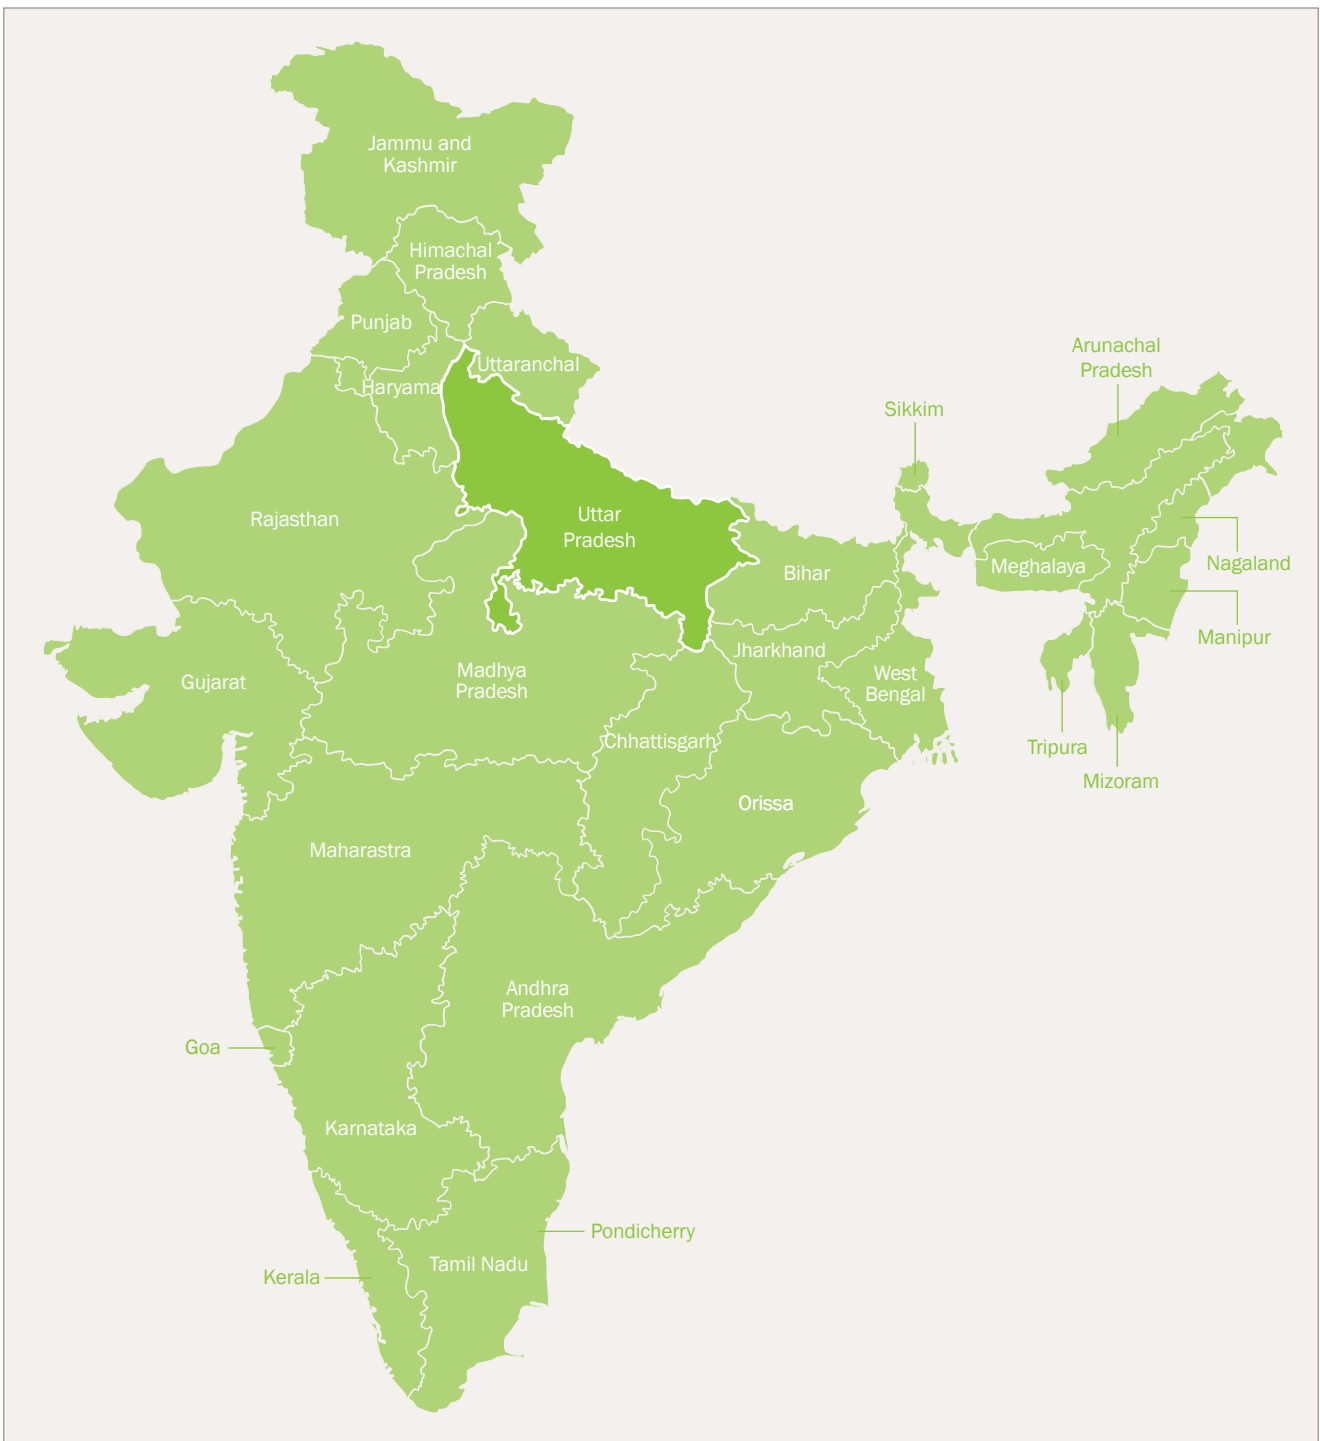 Jammu and
Kashmir
Himachal
Pradesh
Punjab
Uttaranchal
Haryama
Arunachal
Pradesh
Sikkim
Rajasthan
Uttar
Pradesh
Bihar
Meghalaya
Nagaland
Manipur
Gujarat
Madhya
Pradesh
Jharkhand
West
Bengal
Chhattisgarh
Tripura
Mizoram
Orissa
Maharastra
Andhra
Pradesh
Goa
Karnataka
Pondicherry
Tamil Nadu
Kerala